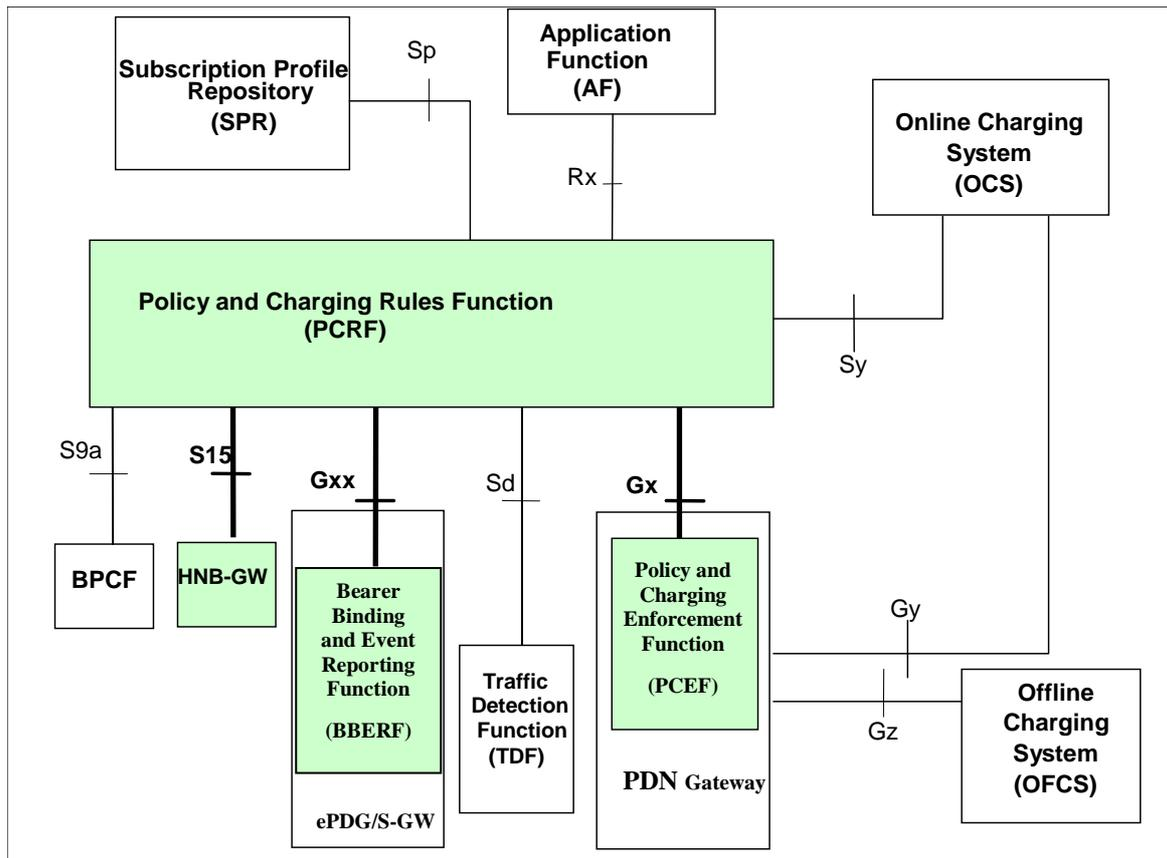 Sp
Subscription Profile
Repository
(SPR)
Application
Function
(AF)
Rx
Online Charging
System
(OCS)
Policy and Charging Rules Function
(PCRF)
Sy
S9a
S15
Gxx
Sd
Gx
BPCF
HNB-GW
Bearer
Binding
and Event
Reporting
Function
(BBERF)
ePDG/S-GW
Traffic
Detection
Function
(TDF)
Policy and
Charging
Enforcement
Function
(PCEF)
PDN Gateway
Gy
Gz
Offline
Charging
System
(OFCS)